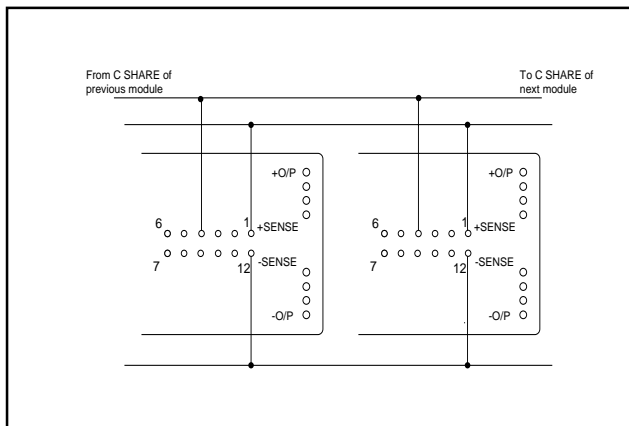 From C SHARE of
previous module
To C SHARE of
next module
+O/P
6
1
+SENSE
7
12
-SENSE
-O/P
+O/P
6
1
+SENSE
7
12
-SENSE
-O/P